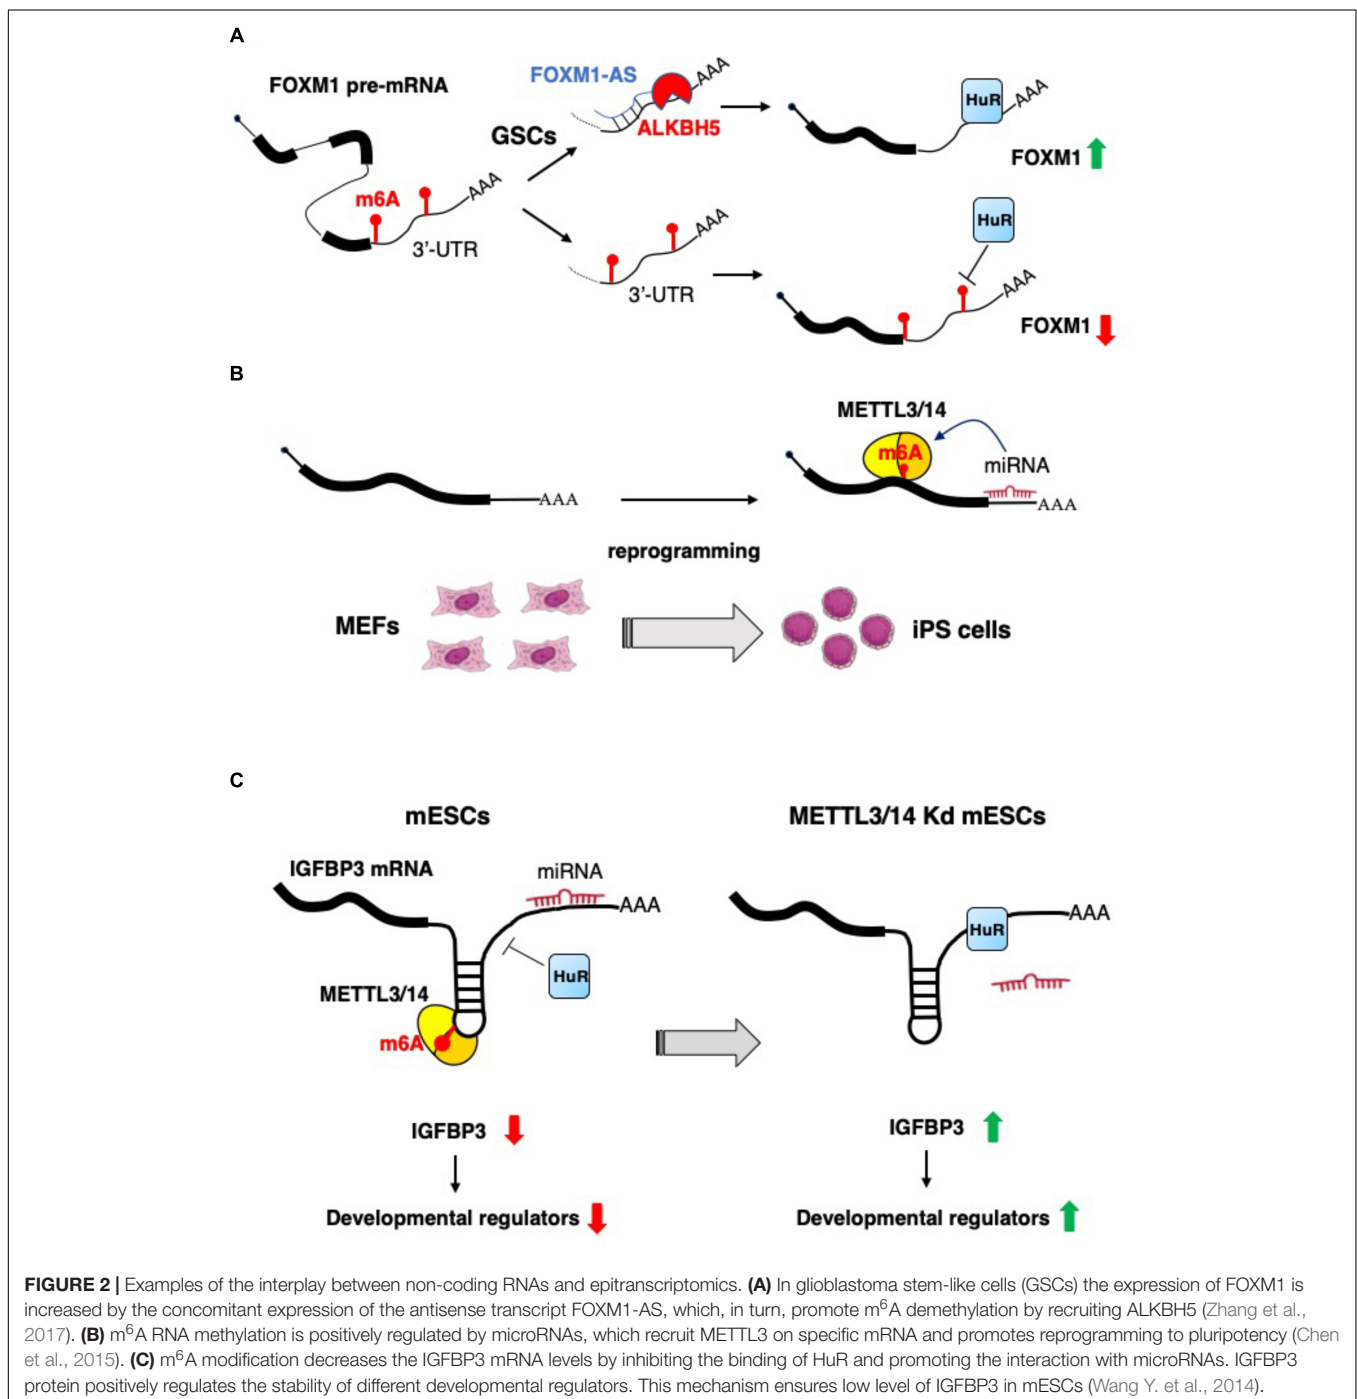 A
FOXM1 pre-mRNA
FOXM1-AS
AAA
ALKBH5
GSCs
HuR
AAA
FOXM1
m6A
AAA
3'-UTR
AAA
3'-UTR
HuR
AAA
FOXM1
B
METTL3/14
m6A
miRNA
AAA
AAA
reprogramming
MEFs
iPS cells
C
mESCs
METTL3/14 Kd mESCs
IGFBP3 mRNA
miRNA
AAA
HuR
METTL3/14
m6A
HuR
AAA
IGFBP3
IGFBP3
Developmental regulators
Developmental regulators
FIGURE 2 | Examples of the interplay between non-coding RNAs and epitranscriptomics. (A) In glioblastoma stem-like cells (GSCs) the expression of FOXM1 is
increased by the concomitant expression of the antisense transcript FOXM1-AS, which, in turn, promote m⁶A demethylation by recruiting ALKBH5 (Zhang et al.,
2017). (B) m⁶A RNA methylation is positively regulated by microRNAs, which recruit METTL3 on specific mRNA and promotes reprogramming to pluripotency (Chen
et al., 2015). (C) m⁶A modification decreases the IGFBP3 mRNA levels by inhibiting the binding of HuR and promoting the interaction with microRNAs. IGFBP3
protein positively regulates the stability of different developmental regulators. This mechanism ensures low level of IGFBP3 in mESCs (Wang Y. et al., 2014).